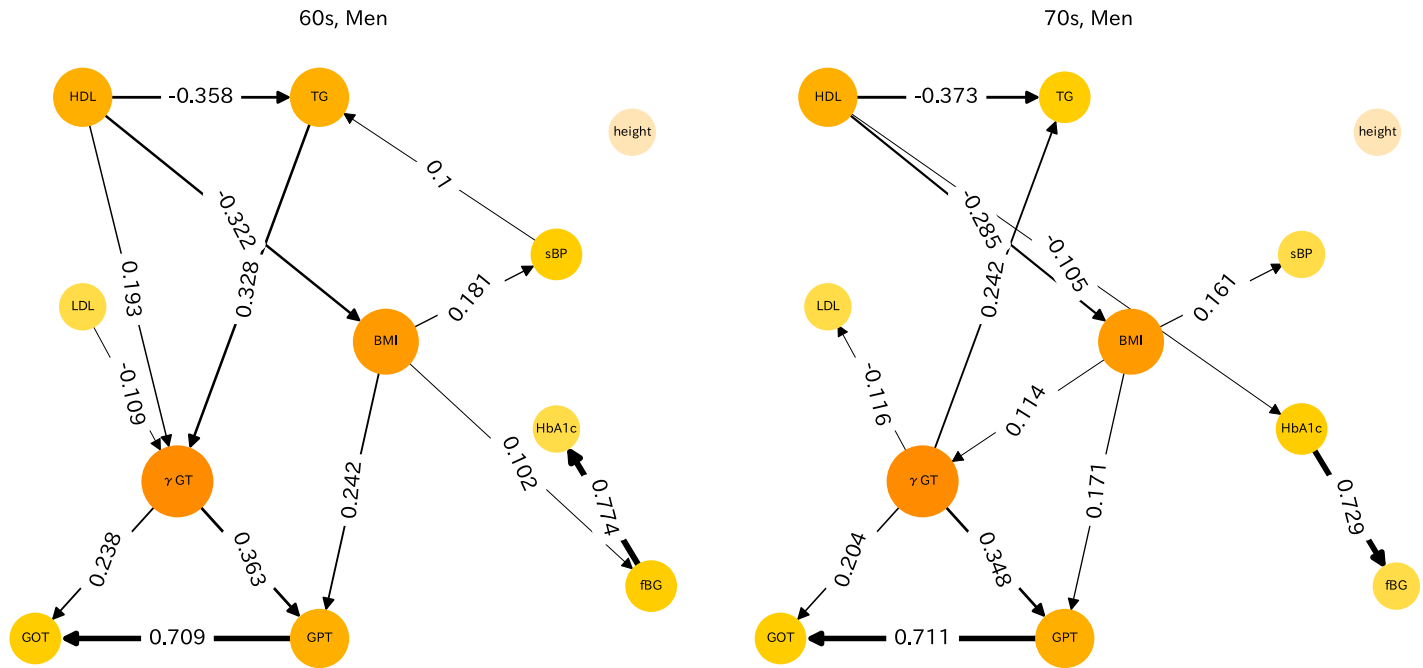 60s, Men
HDL
-0.358
TG
height
0.1
-0.322
sBP
0.193
0.328
0.181
LDL
BMI
-0.109
HbA1c
0.102
γ GT
0.242
0.774
0.238
0.363
fBG
GOT
0.709
GPT
70s, Men
HDL
-0.373
TG
height
-0.285
-0.105
sBP
0.242
0.161
LDL
BMI
-0.116
0.114
HbA1c
γ GT
0.171
0.729
0.204
0.348
fBG
GOT
0.711
GPT